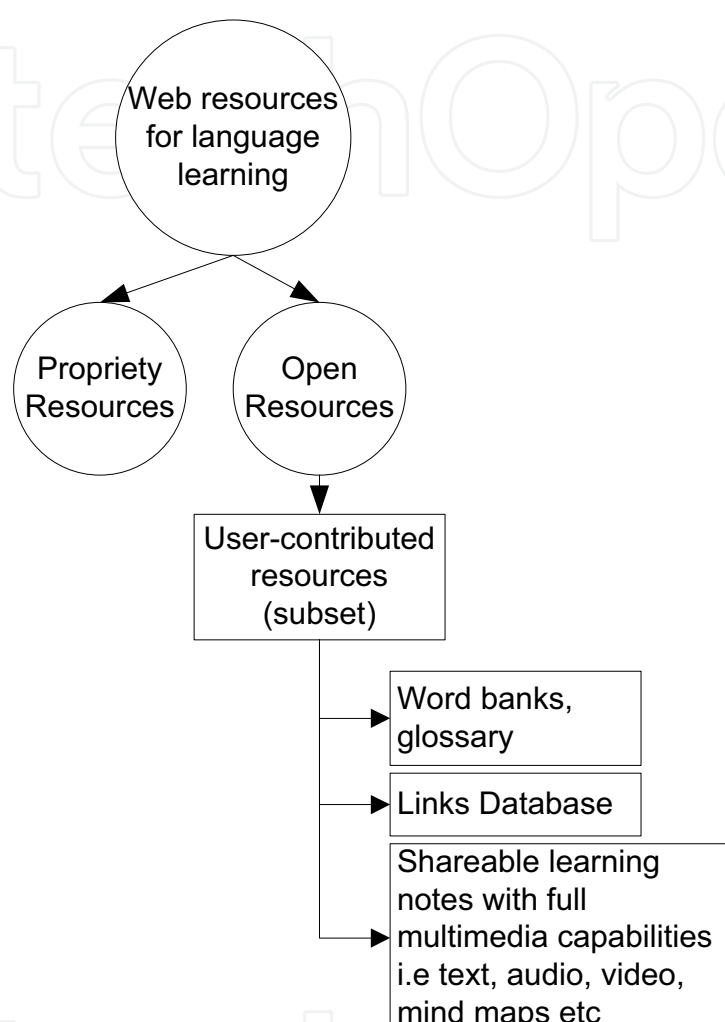 Web resources
for language
learning
Propriety
Resources
Open
Resources
User-contributed
resources
(subset)
Word banks,
glossary
Links Database
Shareable learning
notes with full
multimedia capabilities
i.e text, audio, video,
mind maps etc